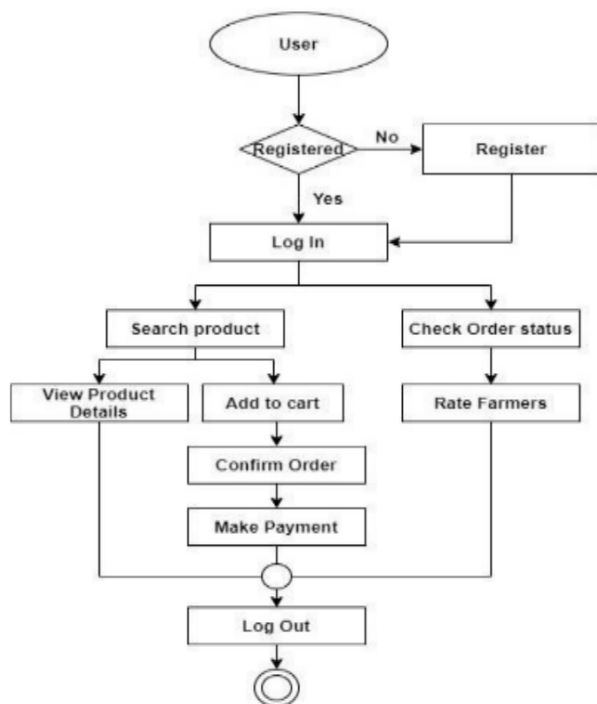 User
Registered
No
Register
Yes
Log In
Search product
Check Order status
View Product
Details
Add to cart
Rate Farmers
Confirm Order
Make Payment
Log Out